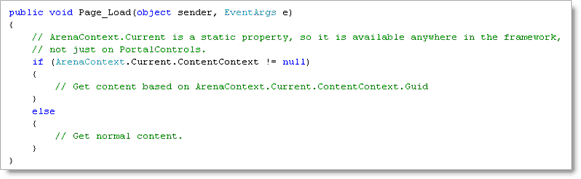 public void Page_Load(object sender, EventArgs e)
{
    // ArenaContext.Current is a static property, so it is available anywhere in the framework,
    // not just on PortalControls.
    if (ArenaContext.Current.ContentContext != null)
    {
        // Get content based on ArenaContext.Current.ContentContext.Guid
    }
    else
    {
        // Get normal content.
    }
}